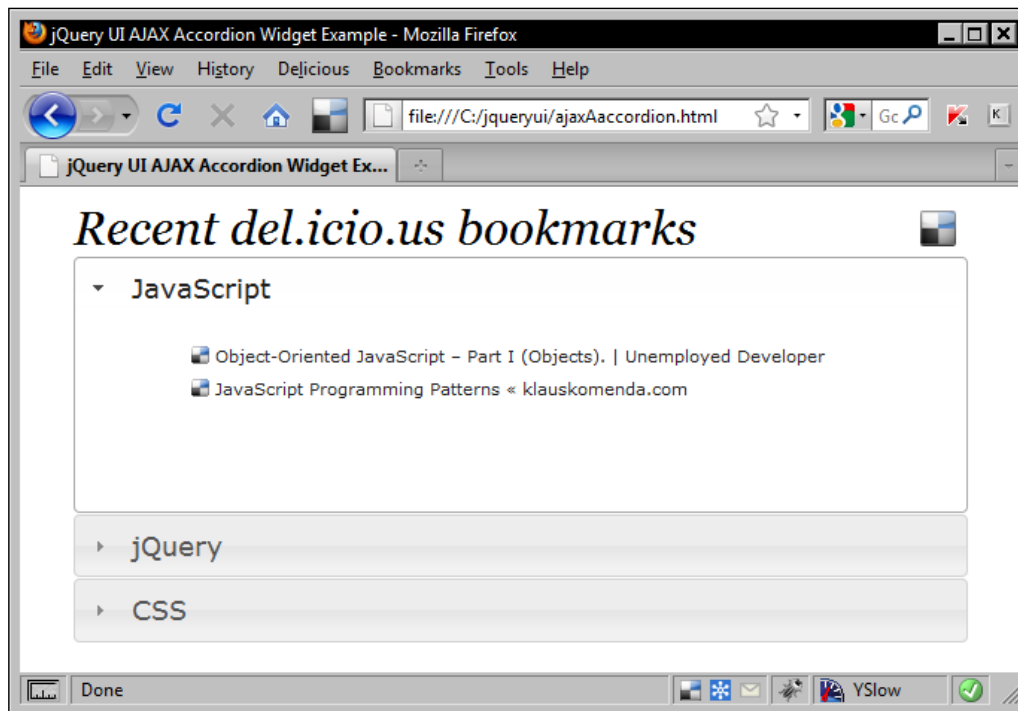 jQuery UI AJAX Accordion Widget Example - Mozilla Firefox
File Edit View History Delicious Bookmarks Tools Help
file:///C:/jqueryui/ajaxAaccordion.html Gc K
jQuery UI AJAX Accordion Widget Ex...
Recent del.icio.us bookmarks
JavaScript
Object-Oriented JavaScript – Part I (Objects). | Unemployed Developer
JavaScript Programming Patterns « klauskomenda.com
jQuery
CSS
Done YSlow